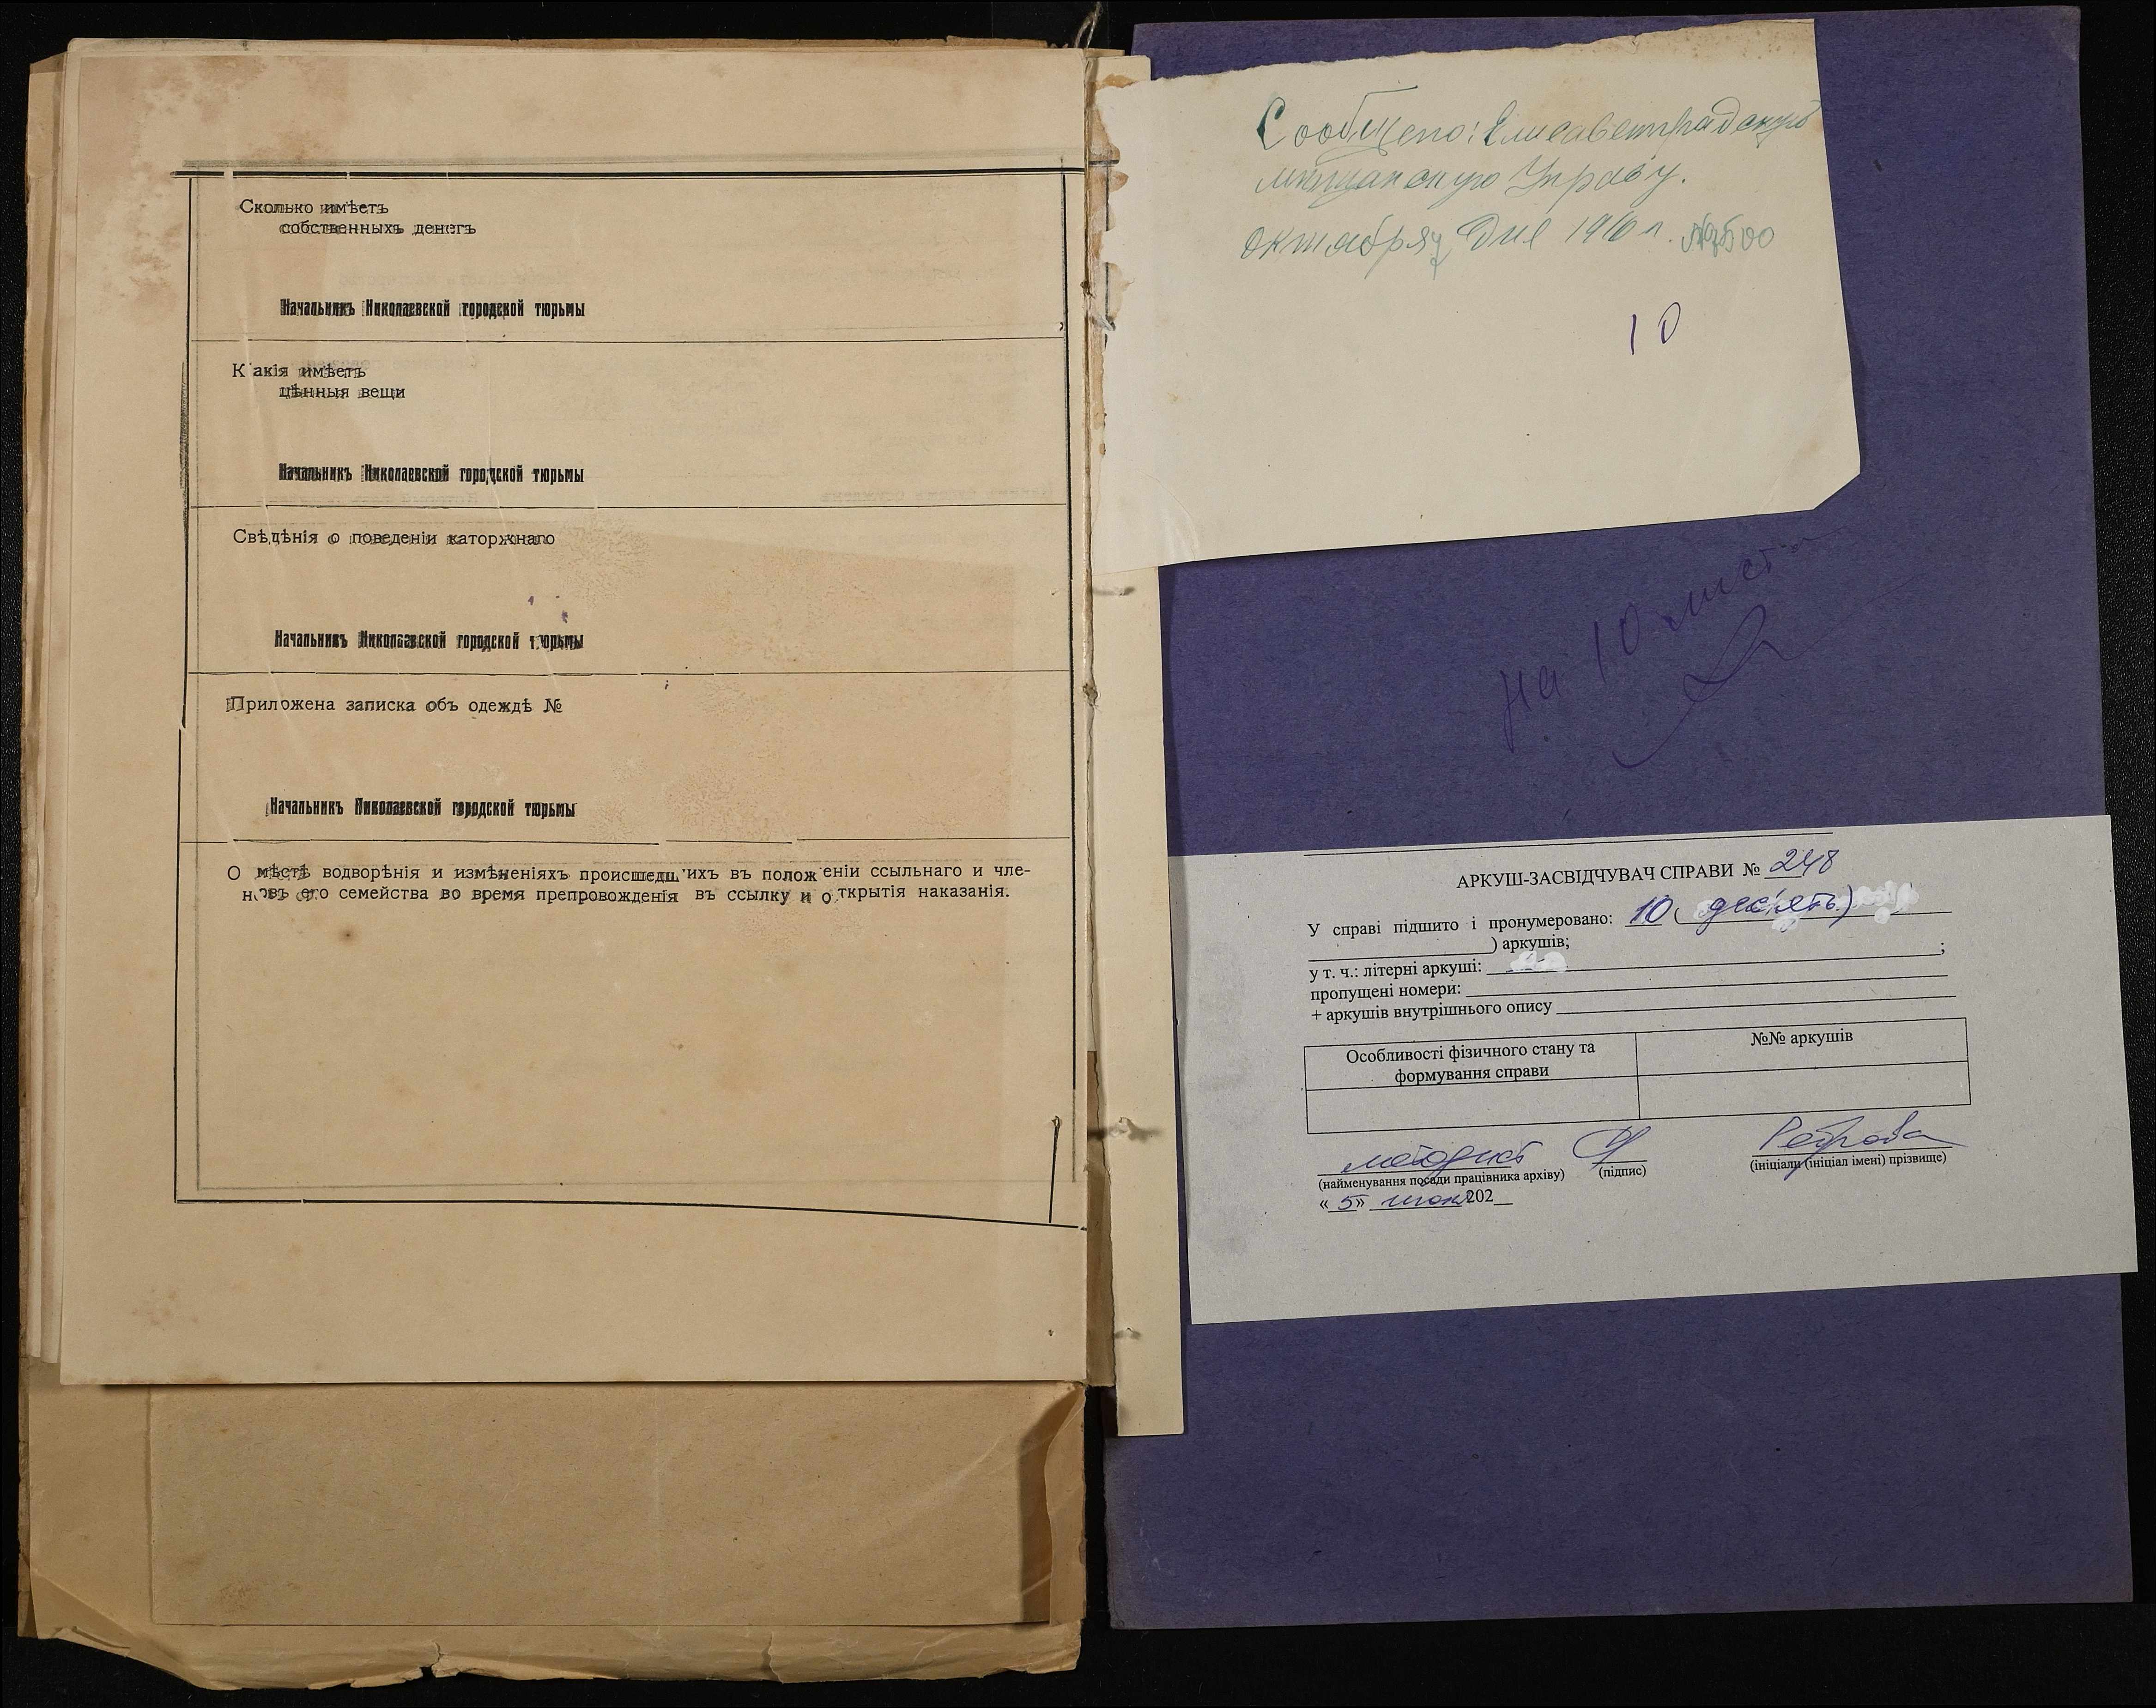 Сколько имѣетъ
собственныхъ денегъ
Начальникъ Николаевской городской тюрьмы
Какія имѣетъ
цѣнныя вещи
Начальникъ Николаевской городской тюрьмы
Свѣдѣнія о поведеніи каторжнаго
Начальникъ Николаевской городской тюрьмы
Приложена записка объ одеждѣ №
Начальникъ Николаевской городской тюрьмы
О мѣстѣ водворѣнія и измѣненіяхъ происшедшихъ въ положеніи ссыльнаго и чле-
новъ его семейства во время препровожденія въ ссылку и открытія наказанія.
Сообщено: Елисаветградскую
мѣщанскую Управу.
октября дня 1916 г.
10
на 10 листа
АРКУШ-ЗАСВІДЧУВАЧ СПРАВИ № 248
У справі підшито і пронумеровано: 10 (десять)
) аркушів;
у т. ч.: літерні аркуші: ;
пропущені номери:
+ аркушів внутрішнього опису
Особливості фізичного стану та
формування справи
№№ аркушів
методист Петрова
(найменування посади працівника архіву) (підпис) (ініціали (ініціал імені) прізвище)
«5» 202